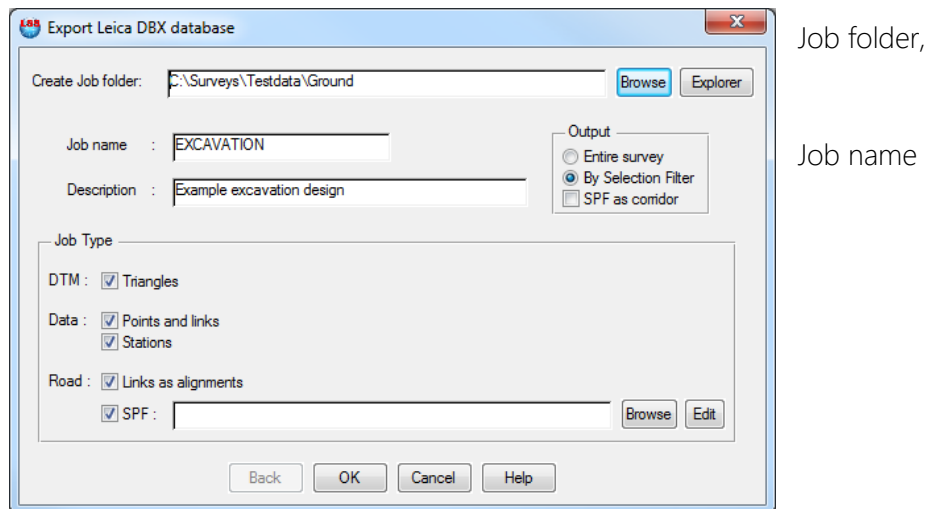 LSS Export Leica DBX database
Job folder,
Create Job folder: C:\Surveys\Testdata\Ground Browse Explorer
Job name : EXCAVATION
Output
Entire survey
By Selection Filter
SPF as corridor
Job name
Description : Example excavation design
Job Type
DTM : Triangles
Data : Points and links
Stations
Road : Links as alignments
SPF : Browse Edit
Back OK Cancel Help